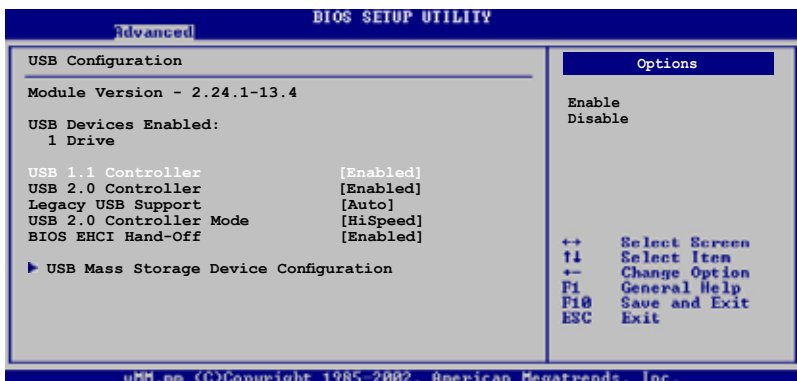 BIOS SETUP UTILITY
Advanced
USB Configuration
Module Version - 2.24.1-13.4
USB Devices Enabled:
1 Drive
USB 1.1 Controller [Enabled]
USB 2.0 Controller [Enabled]
Legacy USB Support [Auto]
USB 2.0 Controller Mode [HiSpeed]
BIOS EHCI Hand-Off [Enabled]
USB Mass Storage Device Configuration
Options
Enable
Disable
↔ Select Screen
↑↓ Select Item
+- Change Option
F1 General Help
F10 Save and Exit
ESC Exit
(C)Copyright 1985-2002, American Megatrends, Inc.